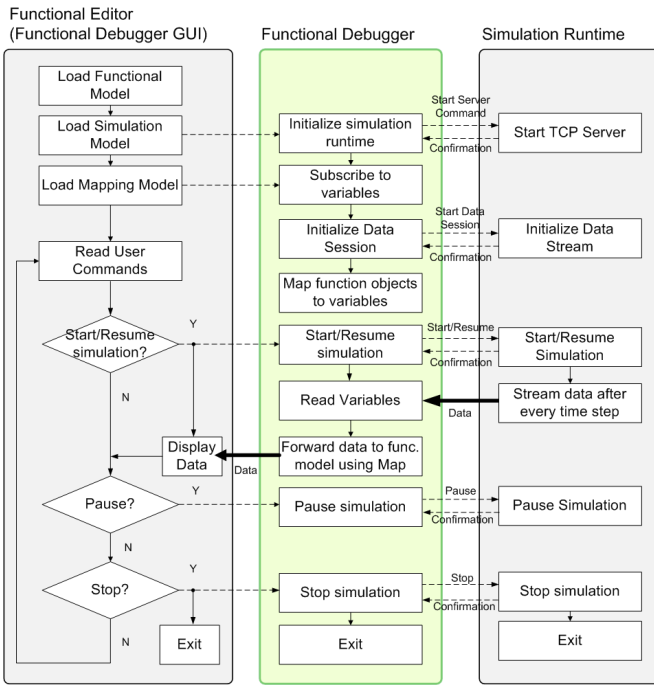 Functional Editor
(Functional Debugger GUI)
Functional Debugger
Simulation Runtime
Load Functional
Model
Load Simulation
Model
Load Mapping Model
Read User
Commands
Start/Resume
simulation?
Y
N
Display
Data
Data
Pause?
Y
N
Stop?
Y
N
Exit
Initialize simulation
runtime
Subscribe to
variables
Initialize Data
Session
Map function objects
to variables
Start/Resume
simulation
Read Variables
Forward data to func.
model using Map
Pause simulation
Stop simulation
Exit
Start Server
Command
Confirmation
Start Data
Session
Confirmation
Start/Resume
Confirmation
Data
Pause
Confirmation
Stop
Confirmation
Start TCP Server
Initialize Data
Stream
Start/Resume
Simulation
Stream data after
every time step
Pause Simulation
Stop simulation
Exit